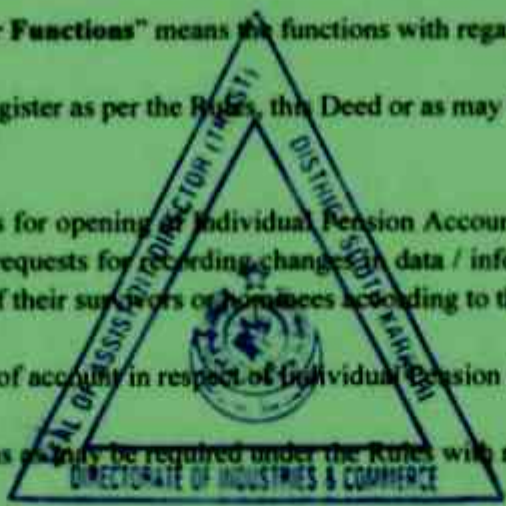 r Functions” means the functions with rega
gister as per the Rules, this Deed or as may
s for opening Individual Pension Accoun
requests for recording changes in data / info
f their survivors or nominees according to t
of account in respect of Individual Pension
s as may be required under the Rules with r
SEAL OF ASSISTANT DIRECTOR (TRUST)
DISTRICT SOUTH KARACHI
DIRECTORATE OF INDUSTRIES & COMMERCE